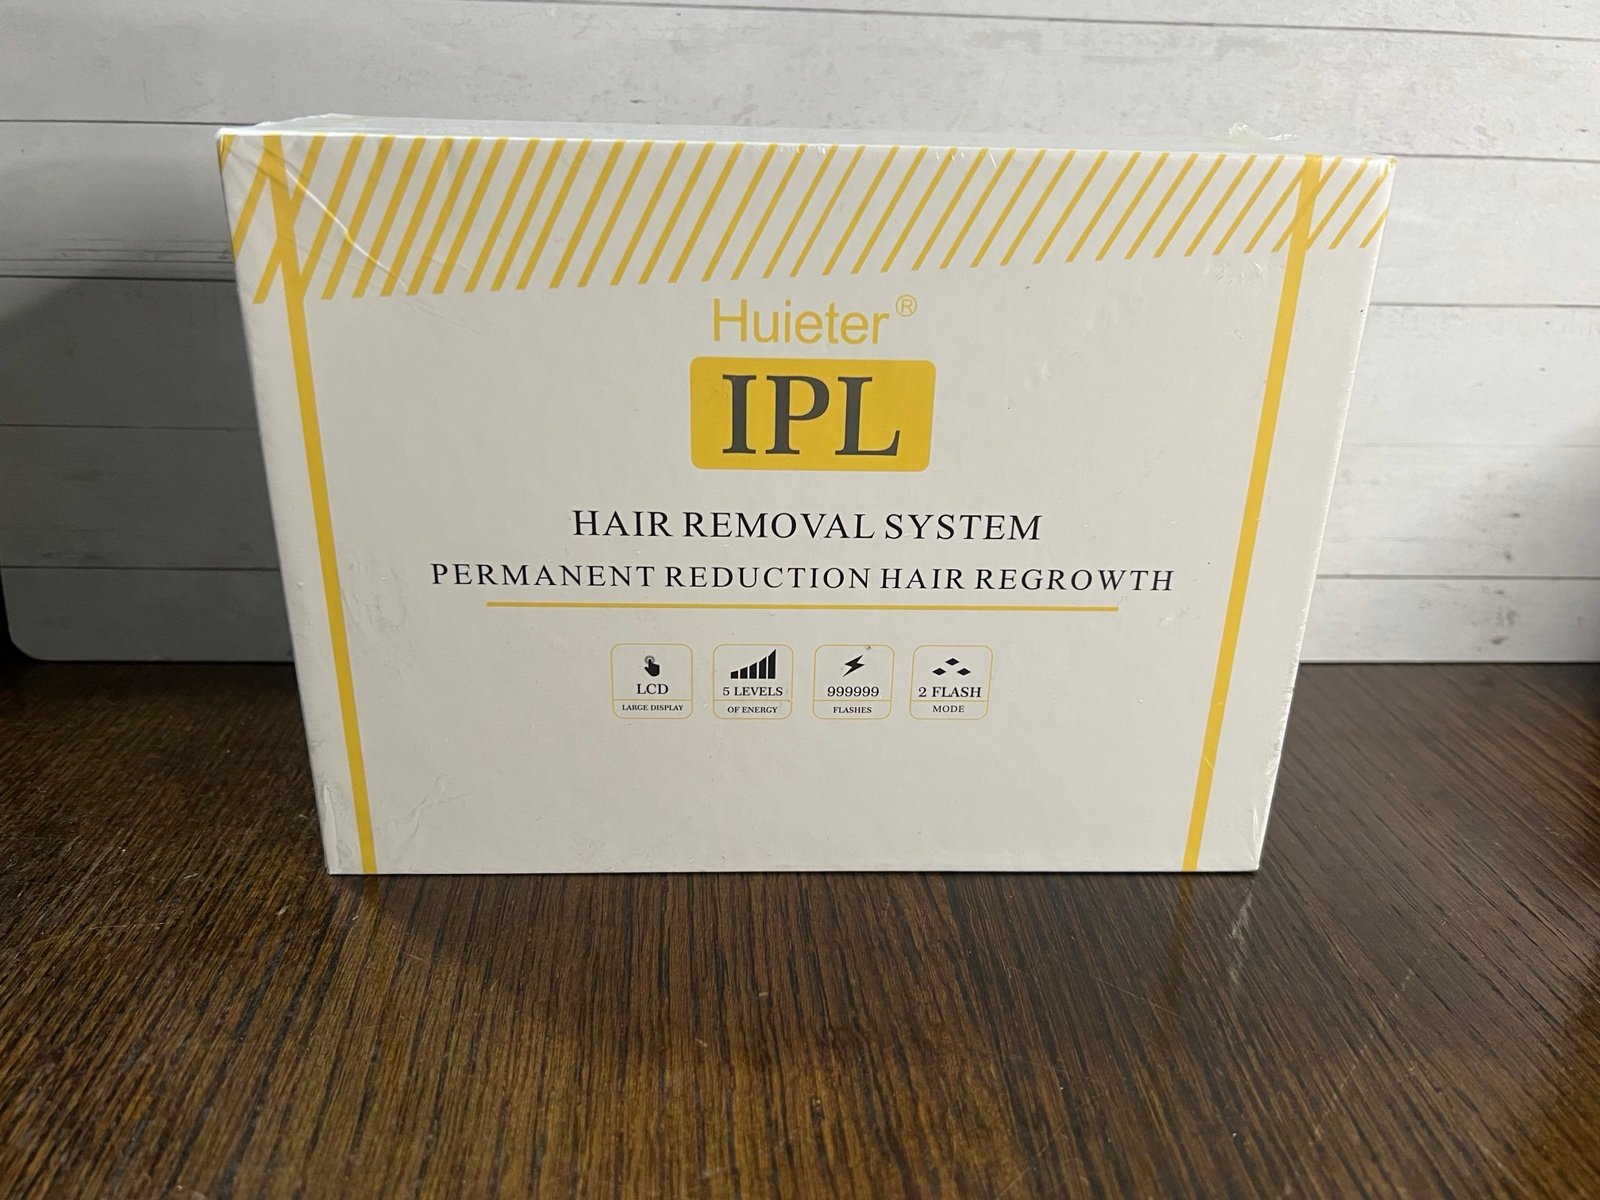 Huieter®
IPL
HAIR REMOVAL SYSTEM
PERMANENT REDUCTION HAIR REGROWTH
LCD
LARGE DISPLAY
5 LEVELS
OF ENERGY
999999
FLASHES
2 FLASH
MODE